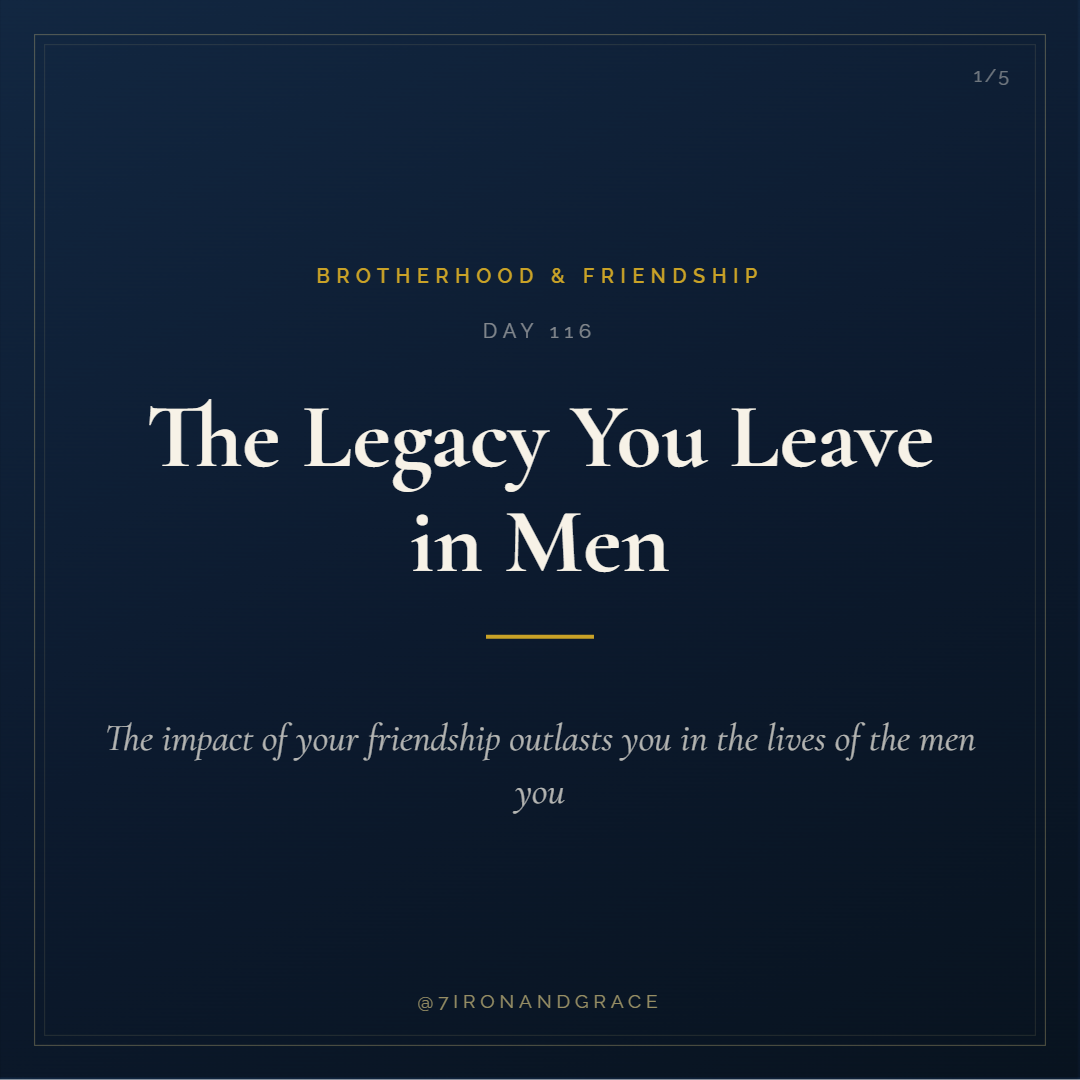 1/5
BROTHERHOOD & FRIENDSHIP
DAY 116
The Legacy You Leave
in Men
The impact of your friendship outlasts you in the lives of the men
you
@7IRONANDGRACE